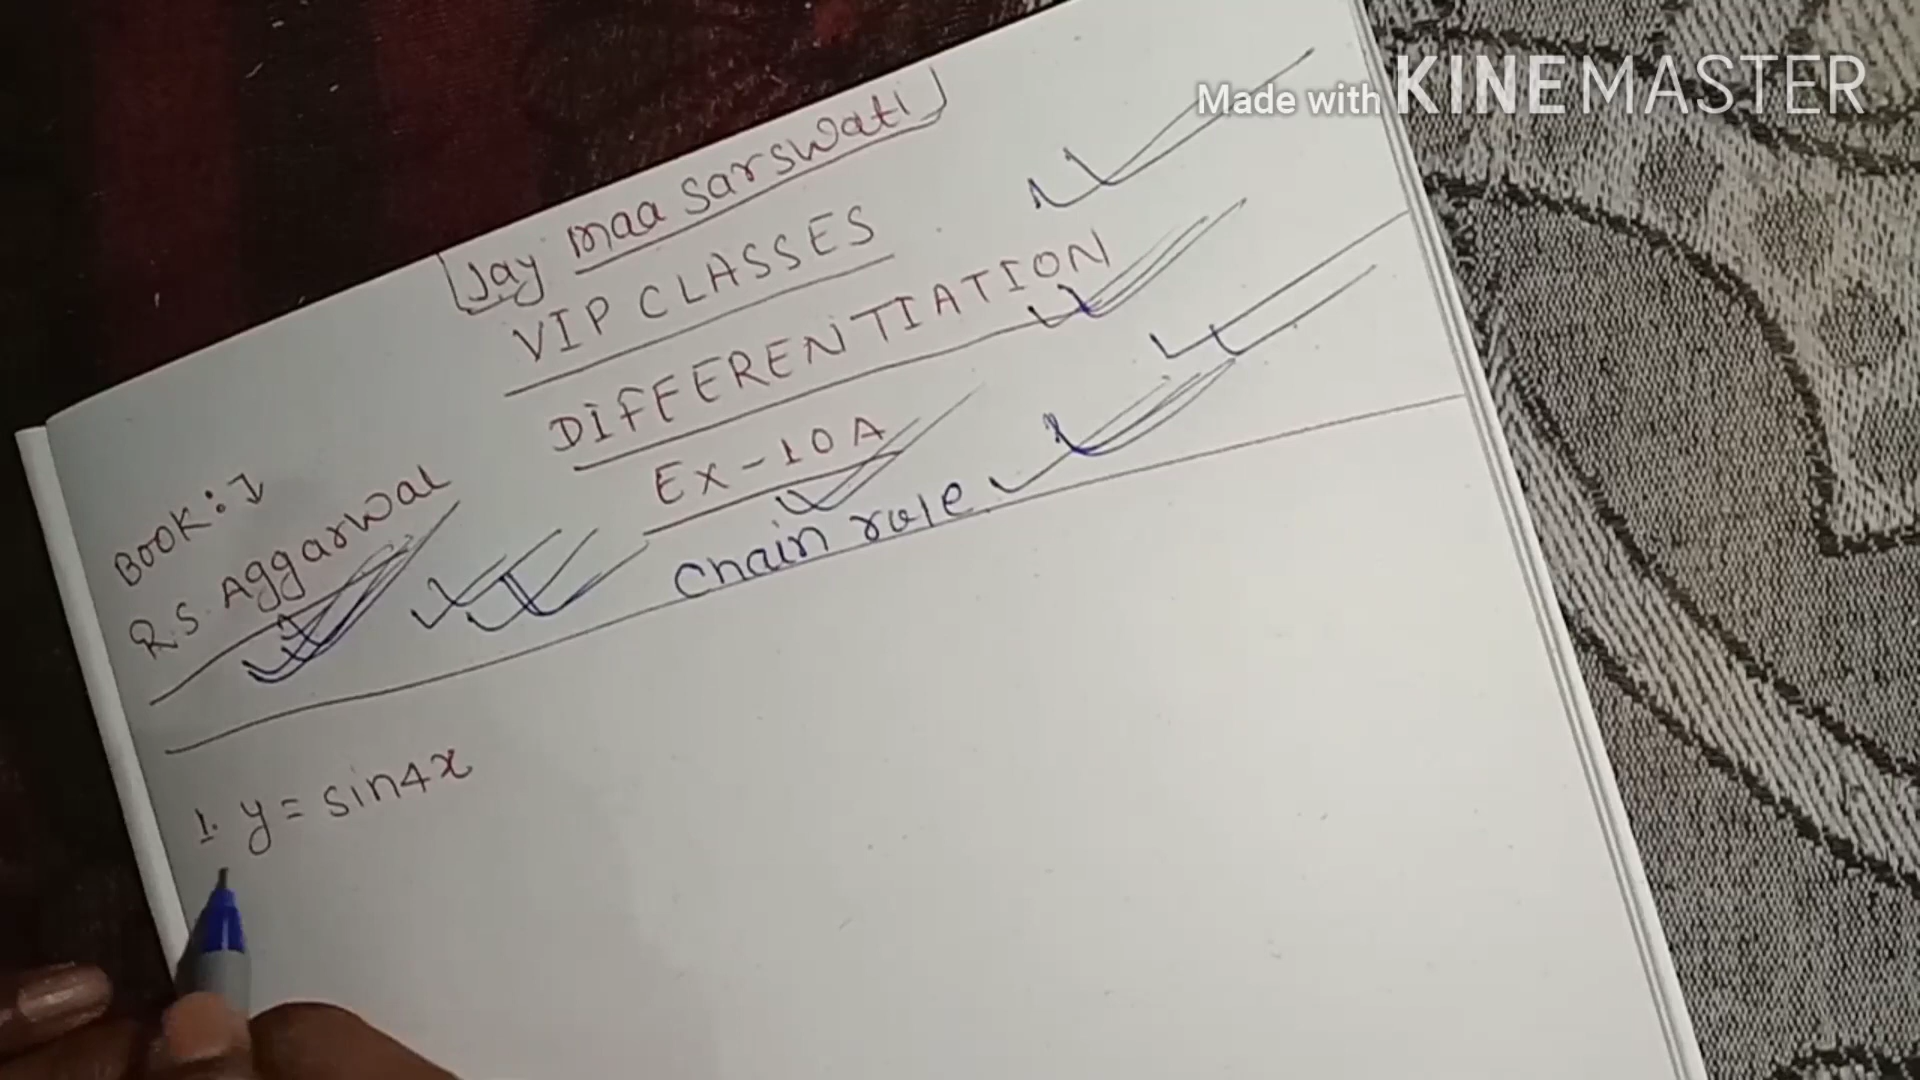 Made with KINEMASTER
Jay maa sarswati
VIP CLASSES
DIFFERENTIATION
Ex-10A
BOOK:
R.S. Aggarwal
Chain rule
1. y = sin4x